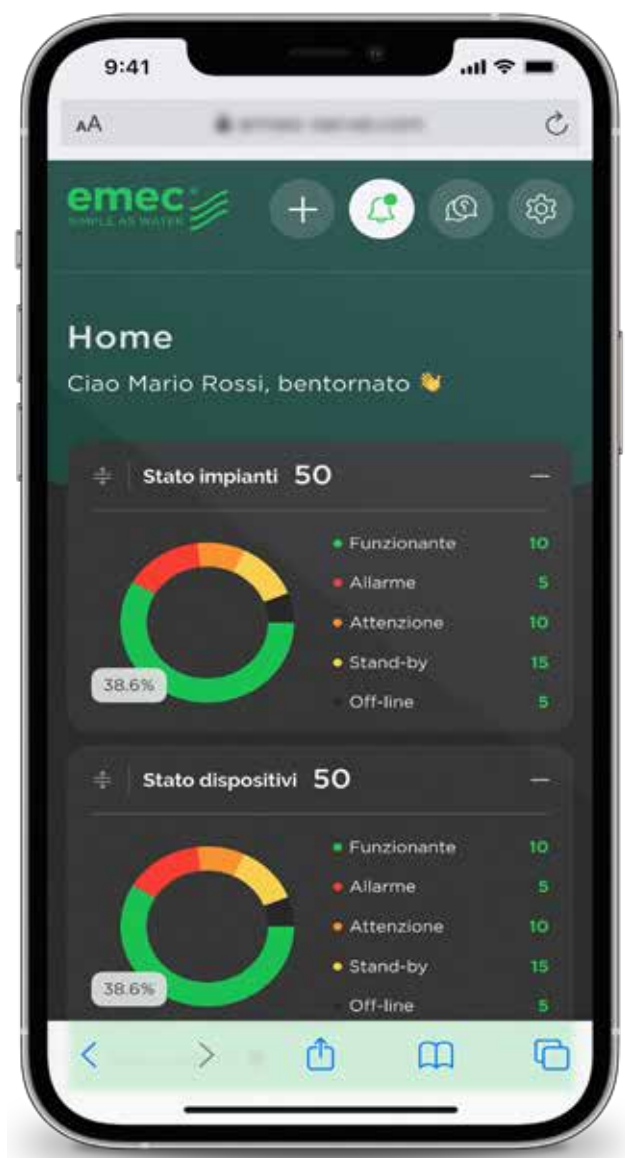 9:41
AA
emec
SIMPLE AS WATER
Home
Ciao Mario Rossi, bentornato 👋
Stato impianti 50
Funzionante 10
Allarme 5
Attenzione 10
Stand-by 15
Off-line 5
38.6%
Stato dispositivi 50
Funzionante 10
Allarme 5
Attenzione 10
Stand-by 15
Off-line 5
38.6%